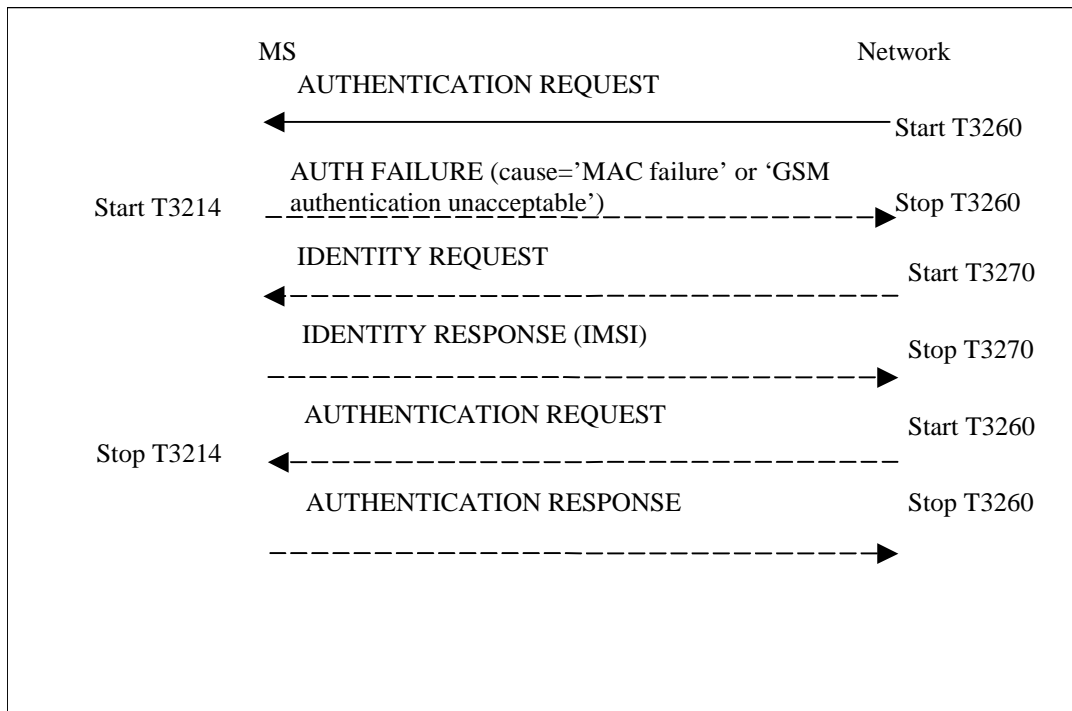 MS
Network
AUTHENTICATION REQUEST
Start T3260
AUTH FAILURE (cause=’MAC failure’ or ‘GSM
authentication unacceptable’)
Start T3214
Stop T3260
IDENTITY REQUEST
Start T3270
IDENTITY RESPONSE (IMSI)
Stop T3270
AUTHENTICATION REQUEST
Start T3260
Stop T3214
AUTHENTICATION RESPONSE
Stop T3260